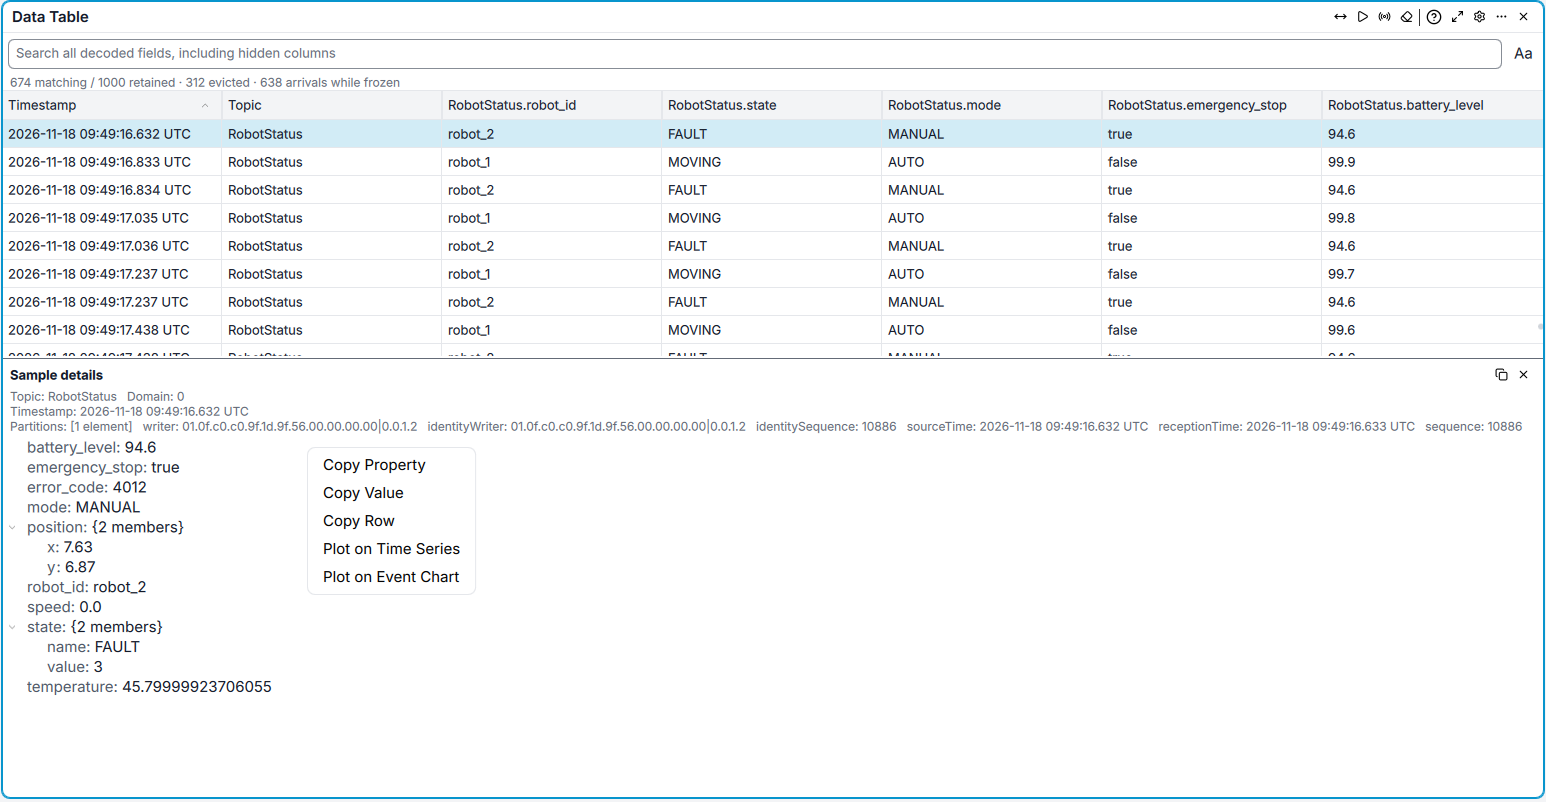 Data Table
Search all decoded fields, including hidden columns Aa
674 matching / 1000 retained · 312 evicted · 638 arrivals while frozen
Timestamp Topic RobotStatus.robot_id RobotStatus.state RobotStatus.mode RobotStatus.emergency_stop RobotStatus.battery_level
2026-11-18 09:49:16.632 UTC RobotStatus robot_2 FAULT MANUAL true 94.6
2026-11-18 09:49:16.833 UTC RobotStatus robot_1 MOVING AUTO false 99.9
2026-11-18 09:49:16.834 UTC RobotStatus robot_2 FAULT MANUAL true 94.6
2026-11-18 09:49:17.035 UTC RobotStatus robot_1 MOVING AUTO false 99.8
2026-11-18 09:49:17.036 UTC RobotStatus robot_2 FAULT MANUAL true 94.6
2026-11-18 09:49:17.237 UTC RobotStatus robot_1 MOVING AUTO false 99.7
2026-11-18 09:49:17.237 UTC RobotStatus robot_2 FAULT MANUAL true 94.6
2026-11-18 09:49:17.438 UTC RobotStatus robot_1 MOVING AUTO false 99.6
Sample details
Topic: RobotStatus Domain: 0
Timestamp: 2026-11-18 09:49:16.632 UTC
Partitions: [1 element] writer: 01.0f.c0.c0.9f.1d.9f.56.00.00.00.00|0.0.1.2 identityWriter: 01.0f.c0.c0.9f.1d.9f.56.00.00.00.00|0.0.1.2 identitySequence: 10886 sourceTime: 2026-11-18 09:49:16.632 UTC receptionTime: 2026-11-18 09:49:16.633 UTC sequence: 10886
battery_level: 94.6
emergency_stop: true
error_code: 4012
mode: MANUAL
position: {2 members}
x: 7.63
y: 6.87
robot_id: robot_2
speed: 0.0
state: {2 members}
name: FAULT
value: 3
temperature: 45.79999923706055
Copy Property
Copy Value
Copy Row
Plot on Time Series
Plot on Event Chart